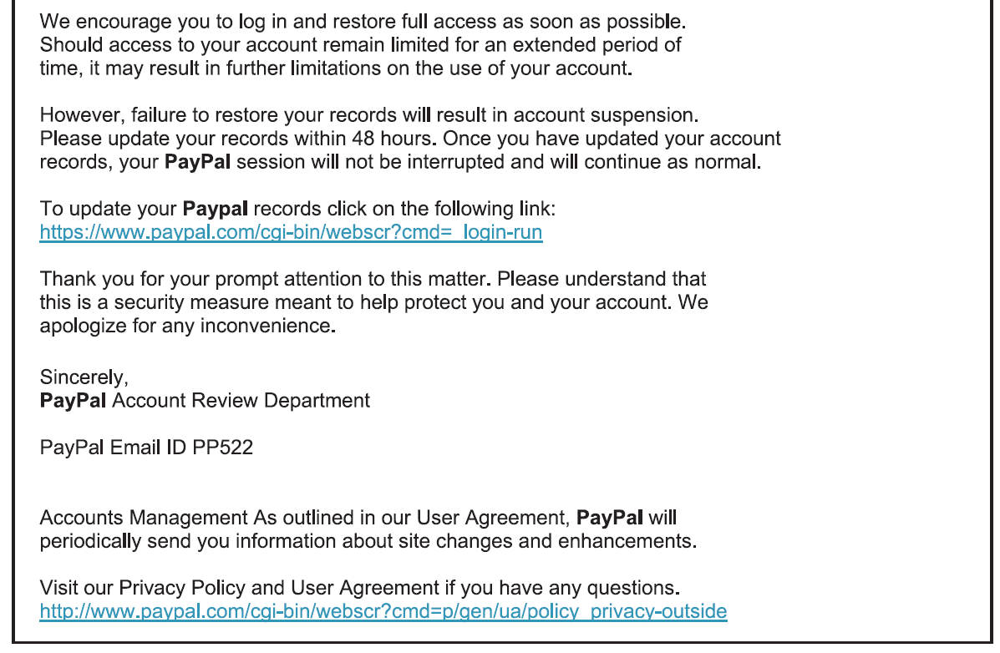 We encourage you to log in and restore full access as soon as possible.
Should access to your account remain limited for an extended period of
time, it may result in further limitations on the use of your account.
However, failure to restore your records will result in account suspension.
Please update your records within 48 hours. Once you have updated your account
records, your PayPal session will not be interrupted and will continue as normal.
To update your Paypal records click on the following link:
https://www.paypal.com/cgi-bin/webscr?cmd=_login-run
Thank you for your prompt attention to this matter. Please understand that
this is a security measure meant to help protect you and your account. We
apologize for any inconvenience.
Sincerely,
PayPal Account Review Department
PayPal Email ID PP522
Accounts Management As outlined in our User Agreement, PayPal will
periodically send you information about site changes and enhancements.
Visit our Privacy Policy and User Agreement if you have any questions.
http://www.paypal.com/cgi-bin/webscr?cmd=p/gen/ua/policy_privacy-outside